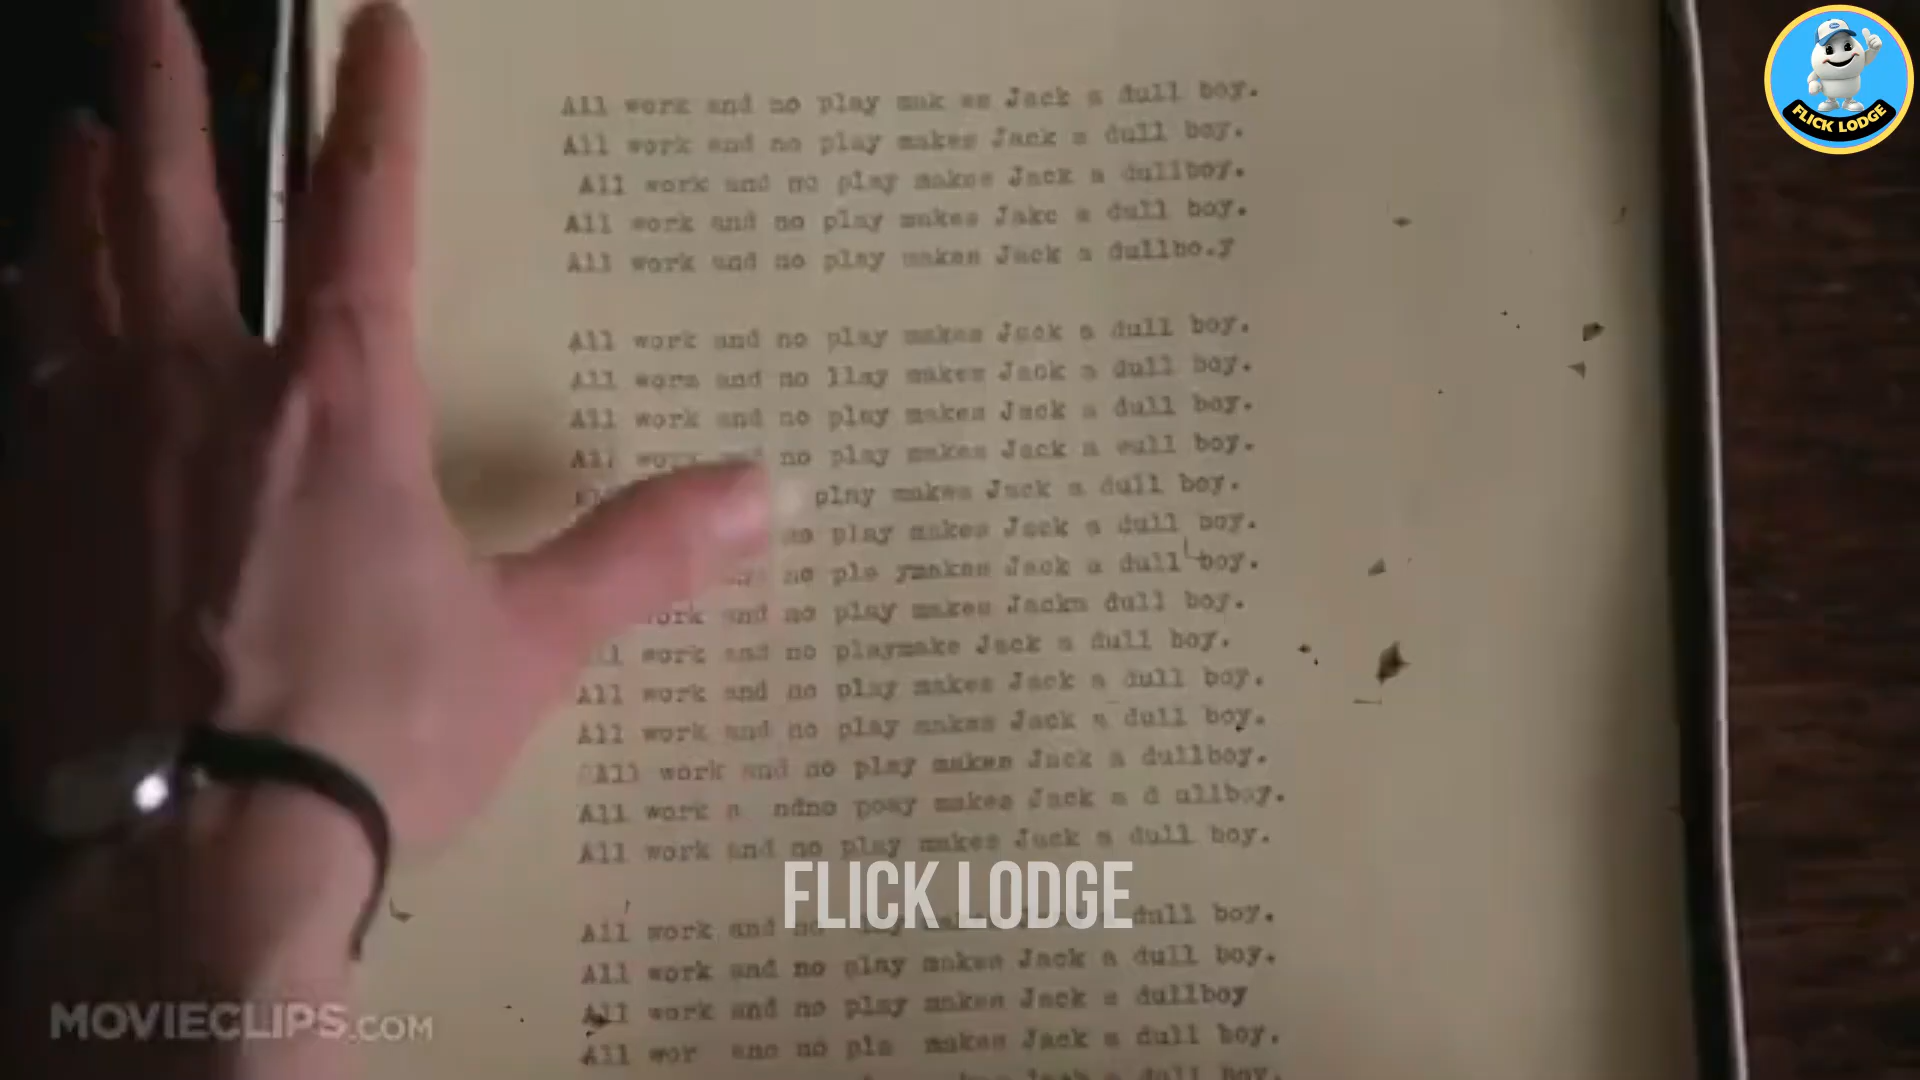 FLICK LODGE
All work and no play mak es Jack a dull boy.
All work and no play makes Jack a dull boy.
All work and no play makes Jack a dullboy.
All work and no play makes Jake a dull boy.
All work and no play makes Jack a dullbo.y
All work and no play makes Jack a dull boy.
All worm and no llay makes Jack a dull boy.
All work and no play makes Jack a dull boy.
All work and no play makes Jack a eull boy.
play makes Jack a dull boy.
no play makes Jack a dull boy.
no pla ymakes Jack a dull boy.
work and no play makes Jacka dull boy.
work and no playmake Jack a dull boy.
All work and no play makes Jack a dull boy.
All work and no play makes Jack a dull boy.
All work and no play makes Jack a dullboy.
All work a ndno poay makes Jack a d ullboy.
All work and no play makes Jack a dull boy.
FLICK LODGE
All work and no dull boy.
All work and no play makes Jack a dull boy.
All work and no play makes Jack a dullboy
All wor and no pla makes Jack a dull boy.
MOVIECLIPS.COM